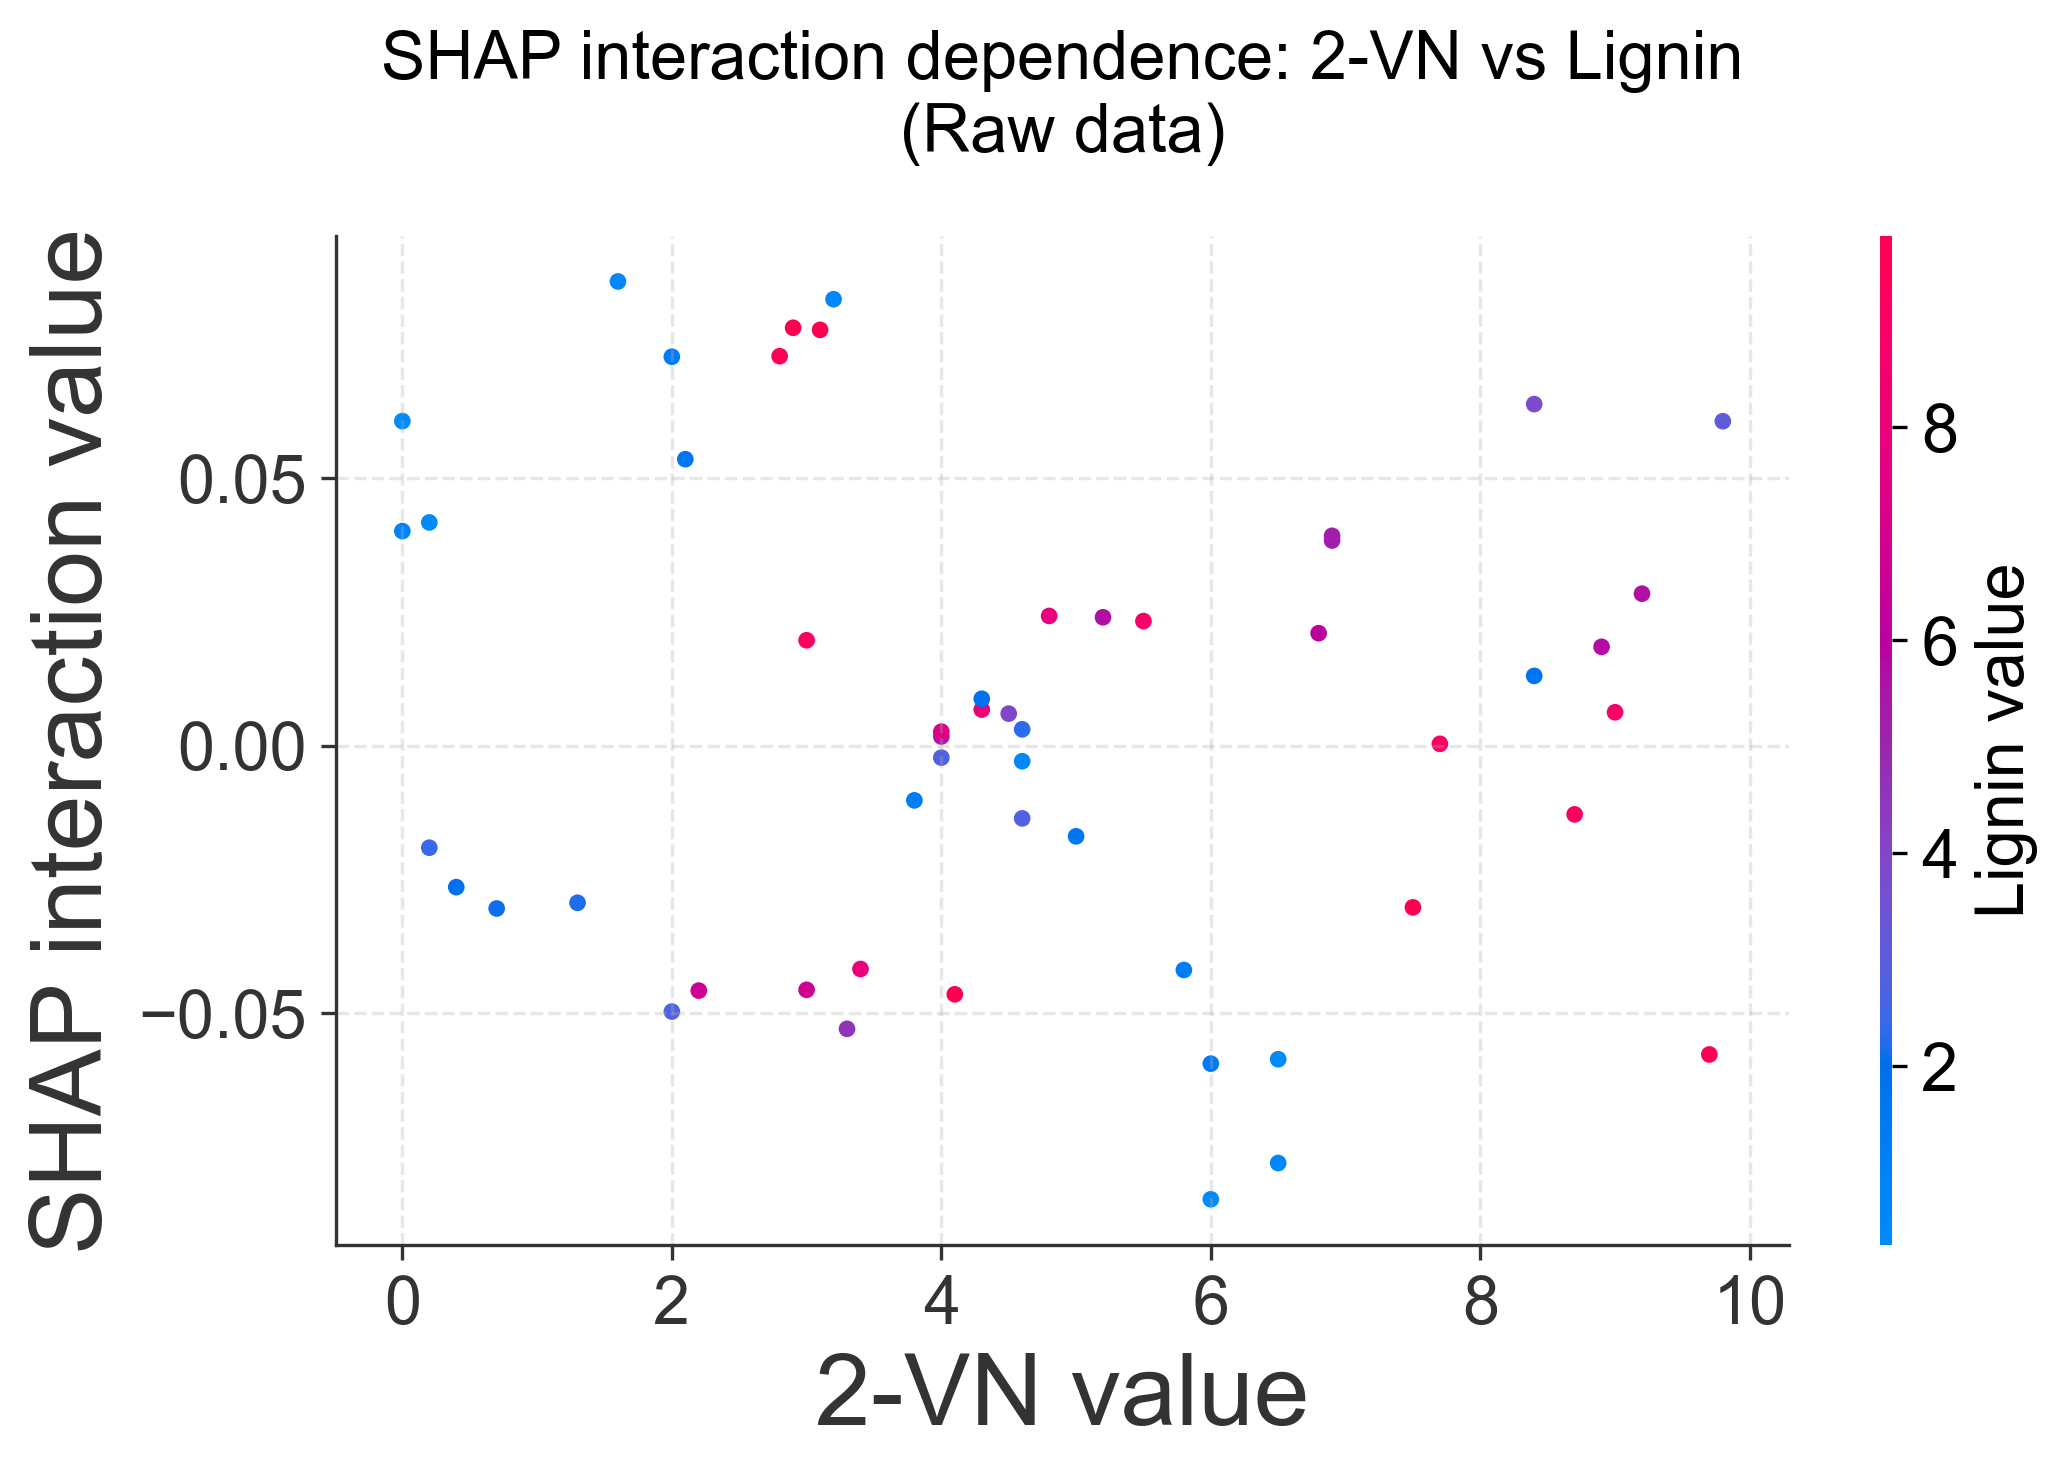 SHAP interaction dependence: 2-VN vs Lignin
(Raw data)
SHAP interaction value
0.05
0.00
−0.05
0 2 4 6 8 10
2-VN value
8
6
4
2
Lignin value